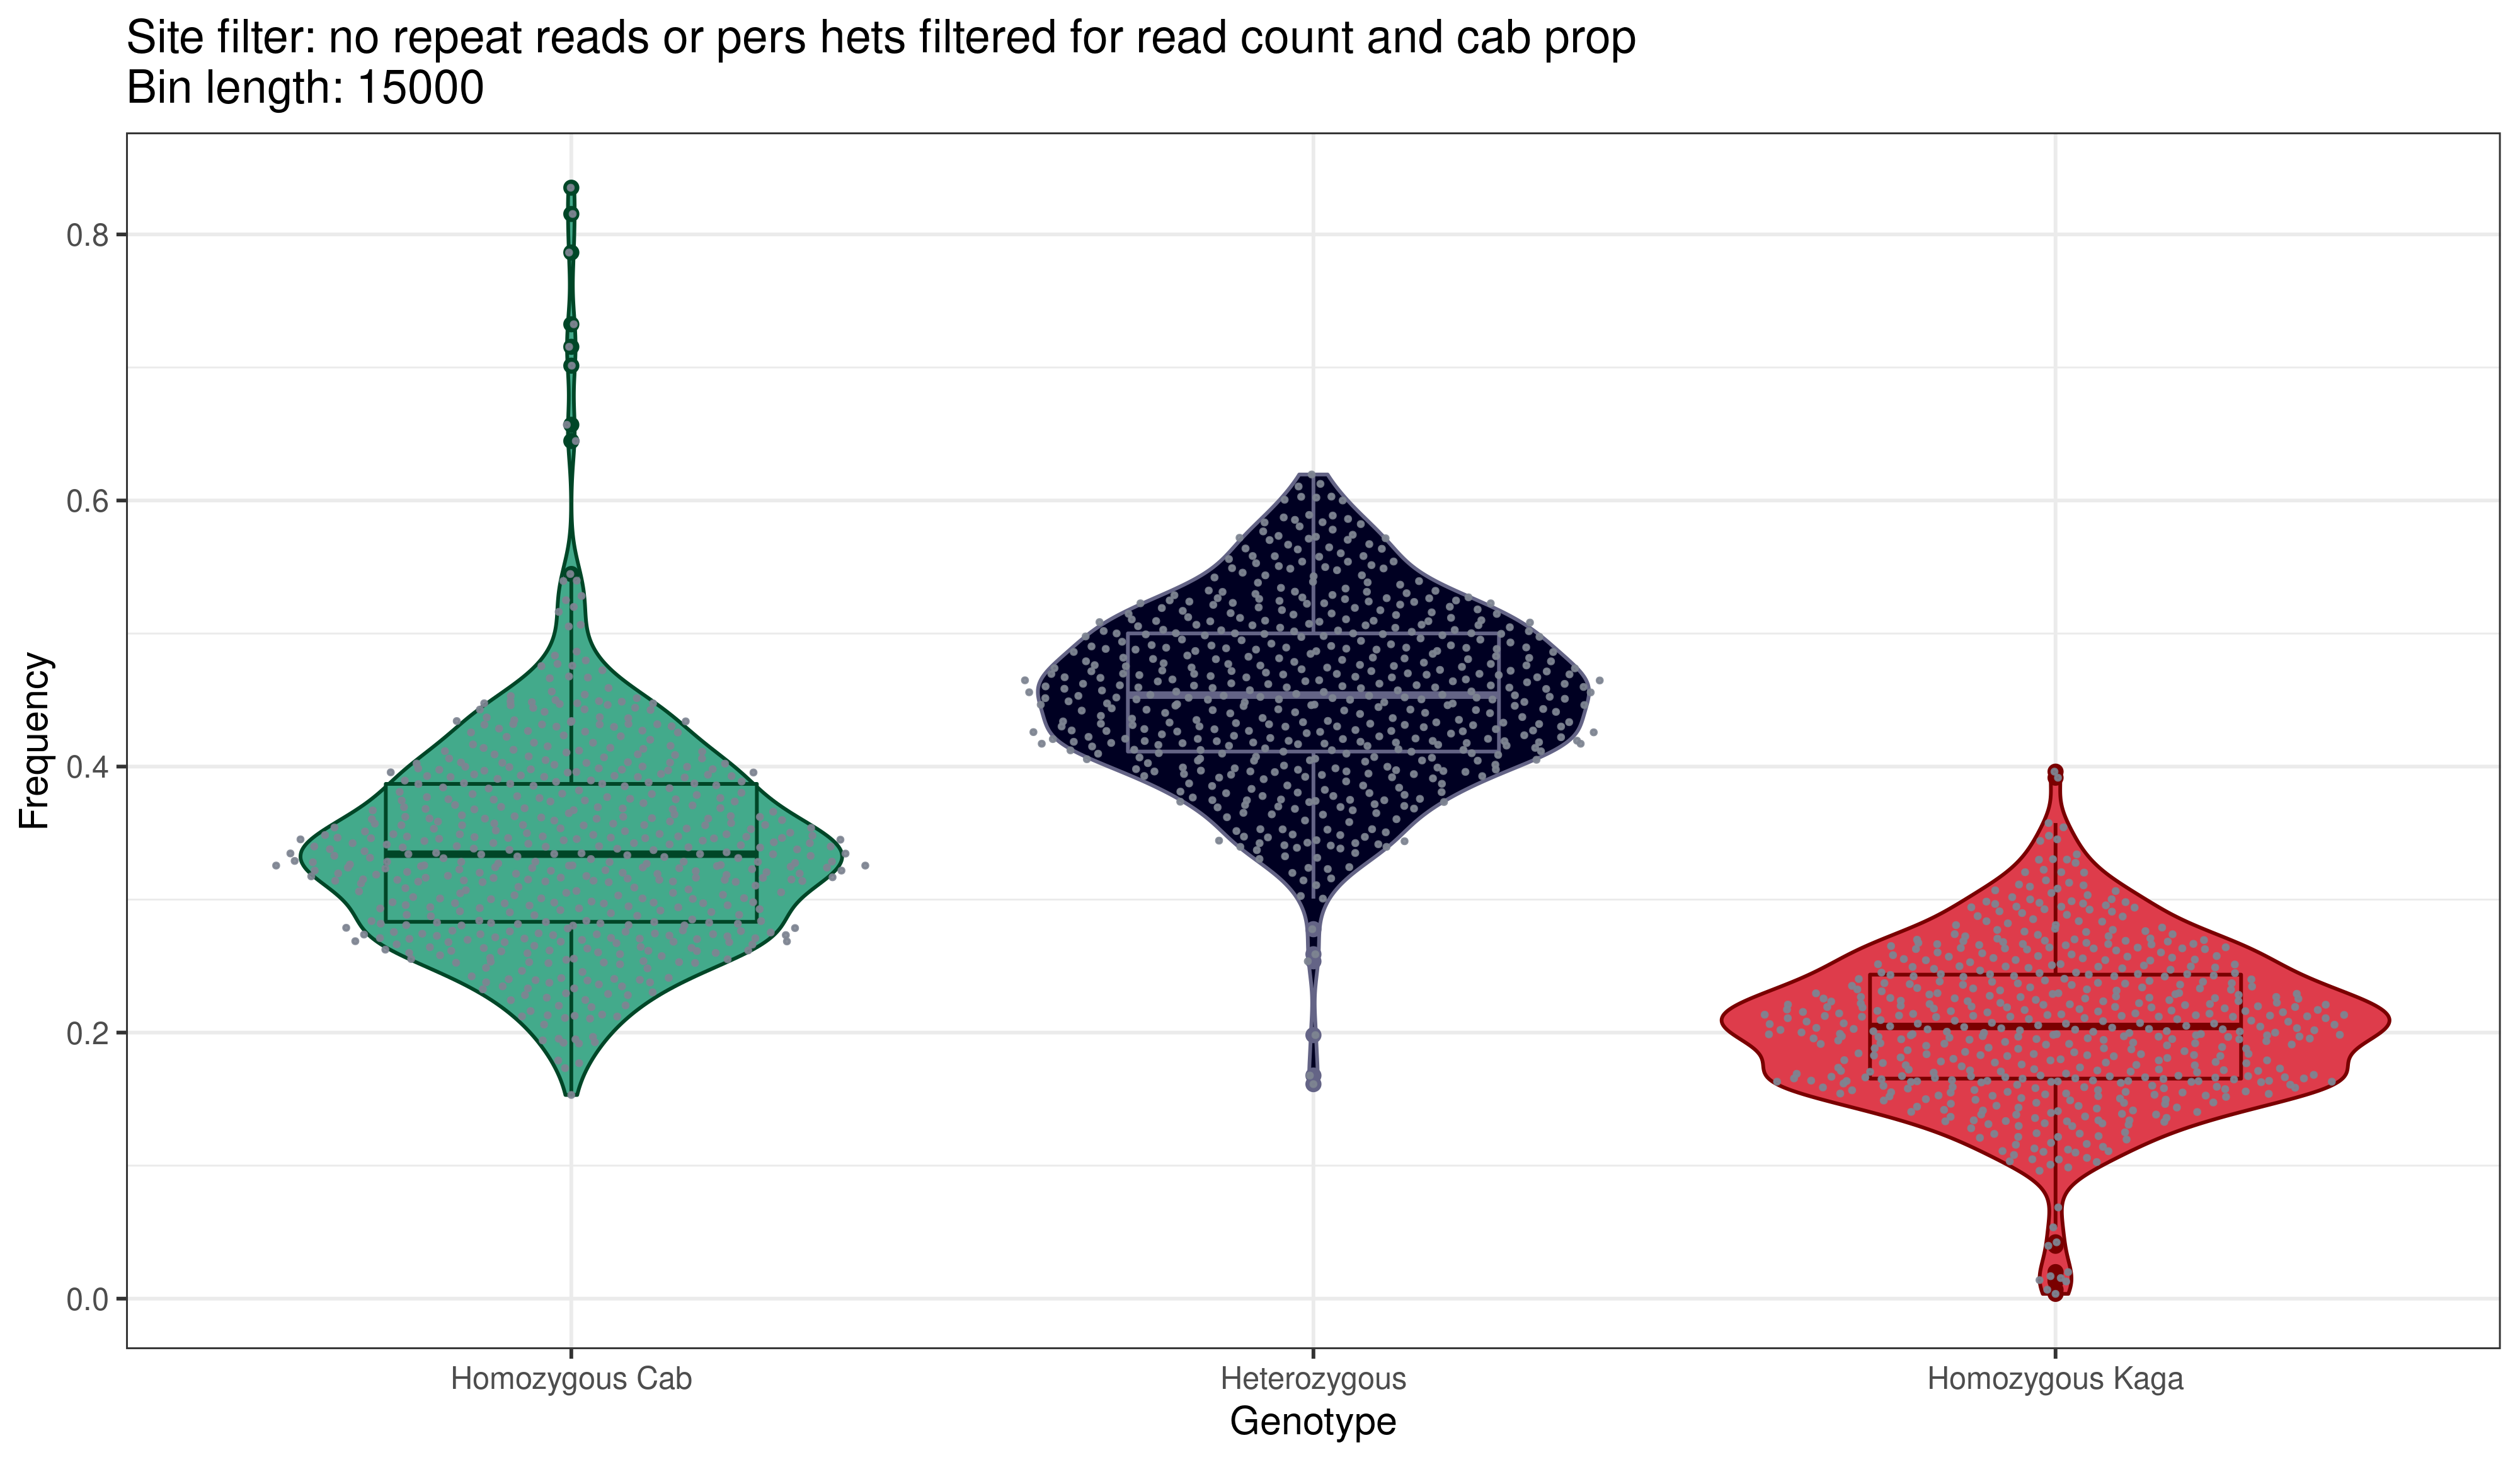 Site filter: no repeat reads or pers hets filtered for read count and cab prop
Bin length: 15000
Frequency
0.8
0.6
0.4
0.2
0.0
Homozygous Cab
Heterozygous
Homozygous Kaga
Genotype